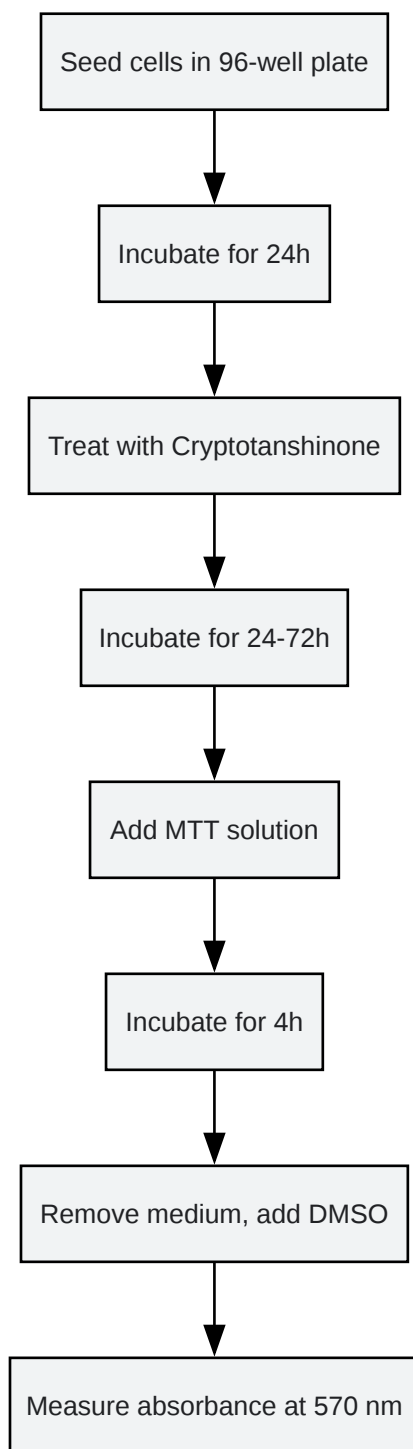 Seed cells in 96-well plate
Incubate for 24h
Treat with Cryptotanshinone
Incubate for 24-72h
Add MTT solution
Incubate for 4h
Remove medium, add DMSO
Measure absorbance at 570 nm